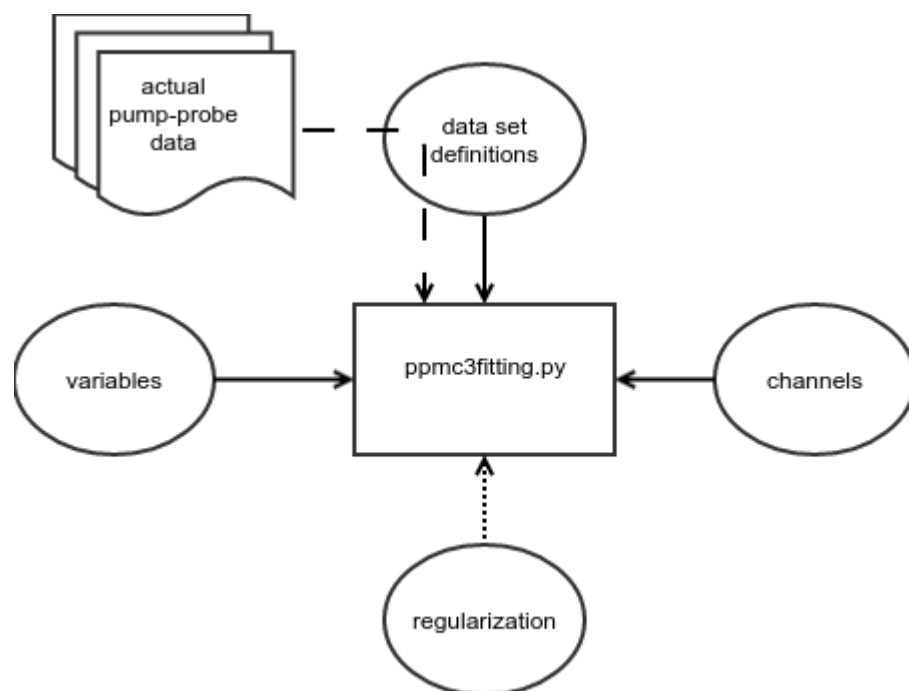 actual
pump-probe
data
data set
definitions
variables
ppmc3fitting.py
channels
regularization